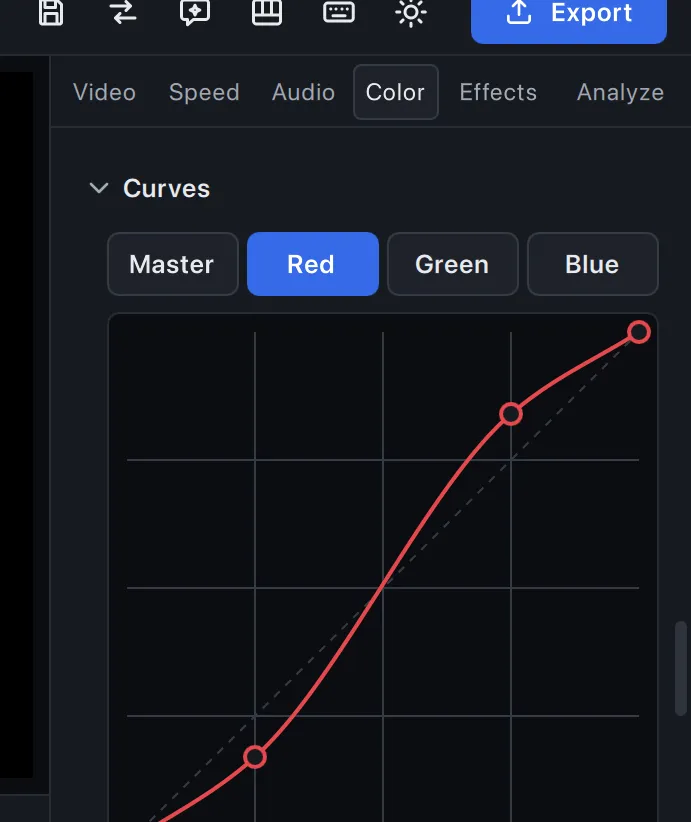 Export
Video Speed Audio Color Effects Analyze
Curves
Master Red Green Blue